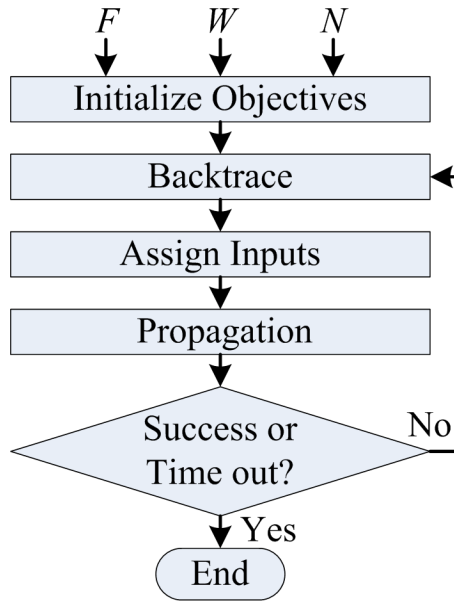 F W N
Initialize Objectives
Backtrace
Assign Inputs
Propagation
Success or
Time out?
No
Yes
End